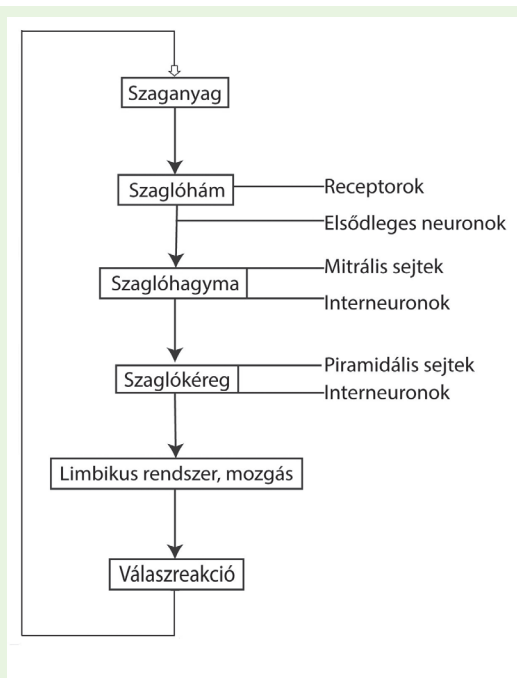 Szaganyag
Szaglóhám
Receptorok
Elsődleges neuronok
Szaglóhagyma
Mitrális sejtek
Interneuronok
Szaglókéreg
Piramidális sejtek
Interneuronok
Limbikus rendszer, mozgás
Válaszreakció